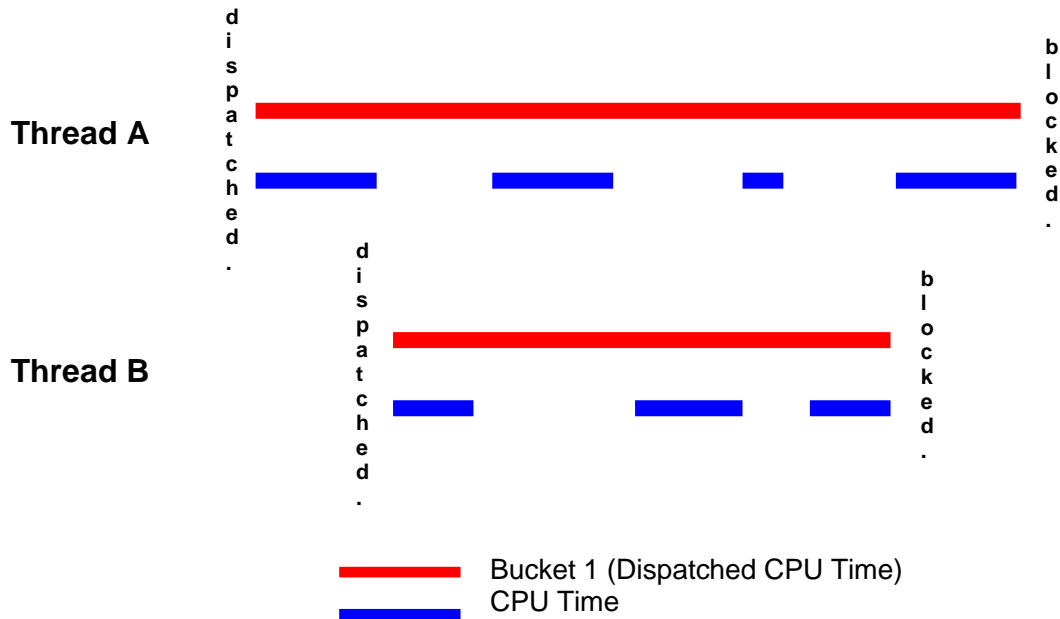 dispatched.
blocked.
Thread A
dispatched.
blocked.
Thread B
Bucket 1 (Dispatched CPU Time)
CPU Time